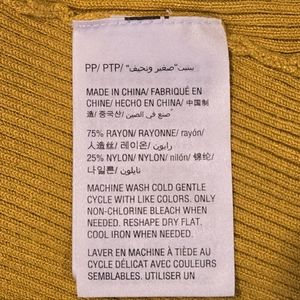 PP/ PTP/ بيتيت "صغير ونحيف"
MADE IN CHINA/ FABRIQUÉ EN
CHINE/ HECHO EN CHINA/ 中国制
造/ 중국산/ صنع في الصين
75% RAYON/ RAYONNE/ rayón/
人造丝/ 레이온/ رايون
25% NYLON/ NYLON/ nilón/ 锦纶/
나일론/ نايلون
MACHINE WASH COLD GENTLE
CYCLE WITH LIKE COLORS. ONLY
NON-CHLORINE BLEACH WHEN
NEEDED. RESHAPE DRY FLAT.
COOL IRON WHEN NEEDED.
LAVER EN MACHINE À TIÈDE AU
CYCLE DÉLICAT AVEC COULEURS
SEMBLABLES. UTILISER UN